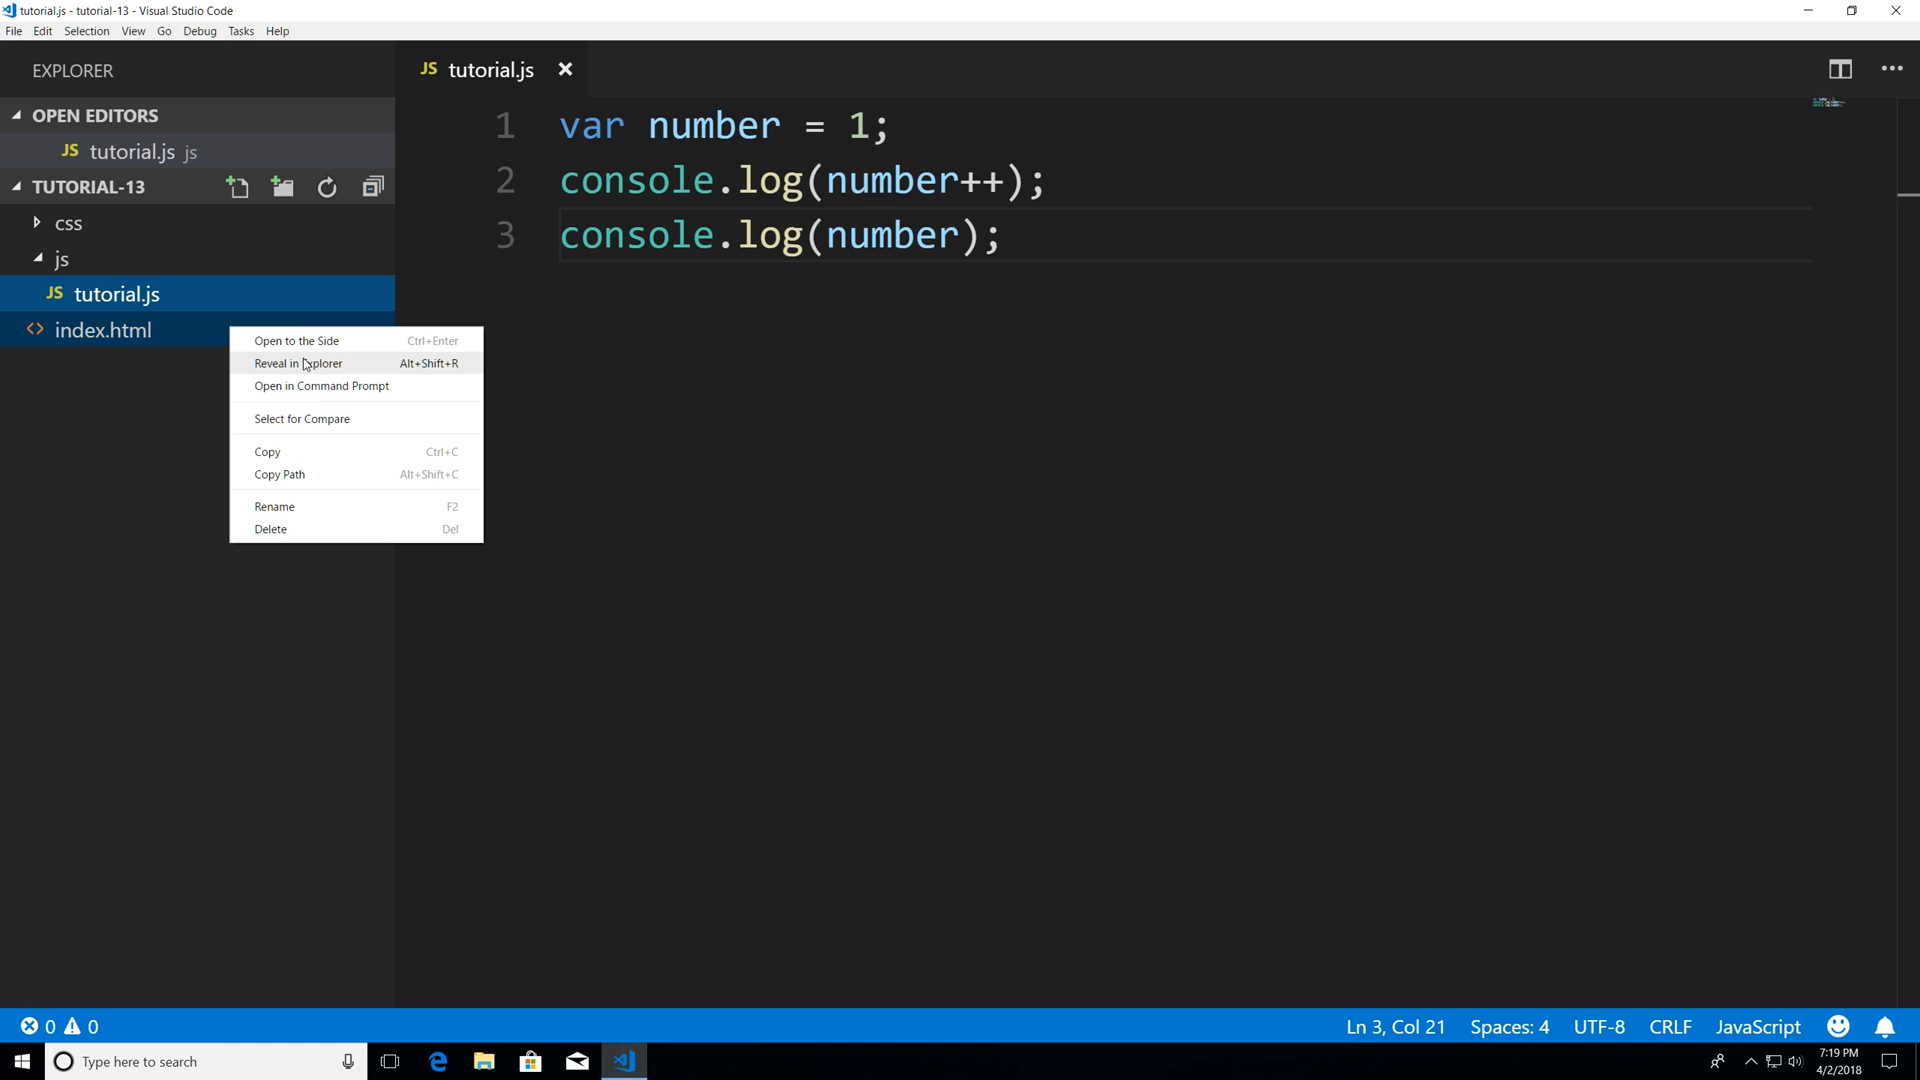 tutorial.js - tutorial-13 - Visual Studio Code
File Edit Selection View Go Debug Tasks Help
EXPLORER
OPEN EDITORS
JS tutorial.js js
TUTORIAL-13
css
js
JS tutorial.js
<> index.html
Open to the Side Ctrl+Enter
Reveal in Explorer Alt+Shift+R
Open in Command Prompt
Select for Compare
Copy Ctrl+C
Copy Path Alt+Shift+C
Rename F2
Delete Del
JS tutorial.js
1 var number = 1;
2 console.log(number++);
3 console.log(number);
0 0
Ln 3, Col 21 Spaces: 4 UTF-8 CRLF JavaScript
Type here to search
7:19 PM
4/2/2018